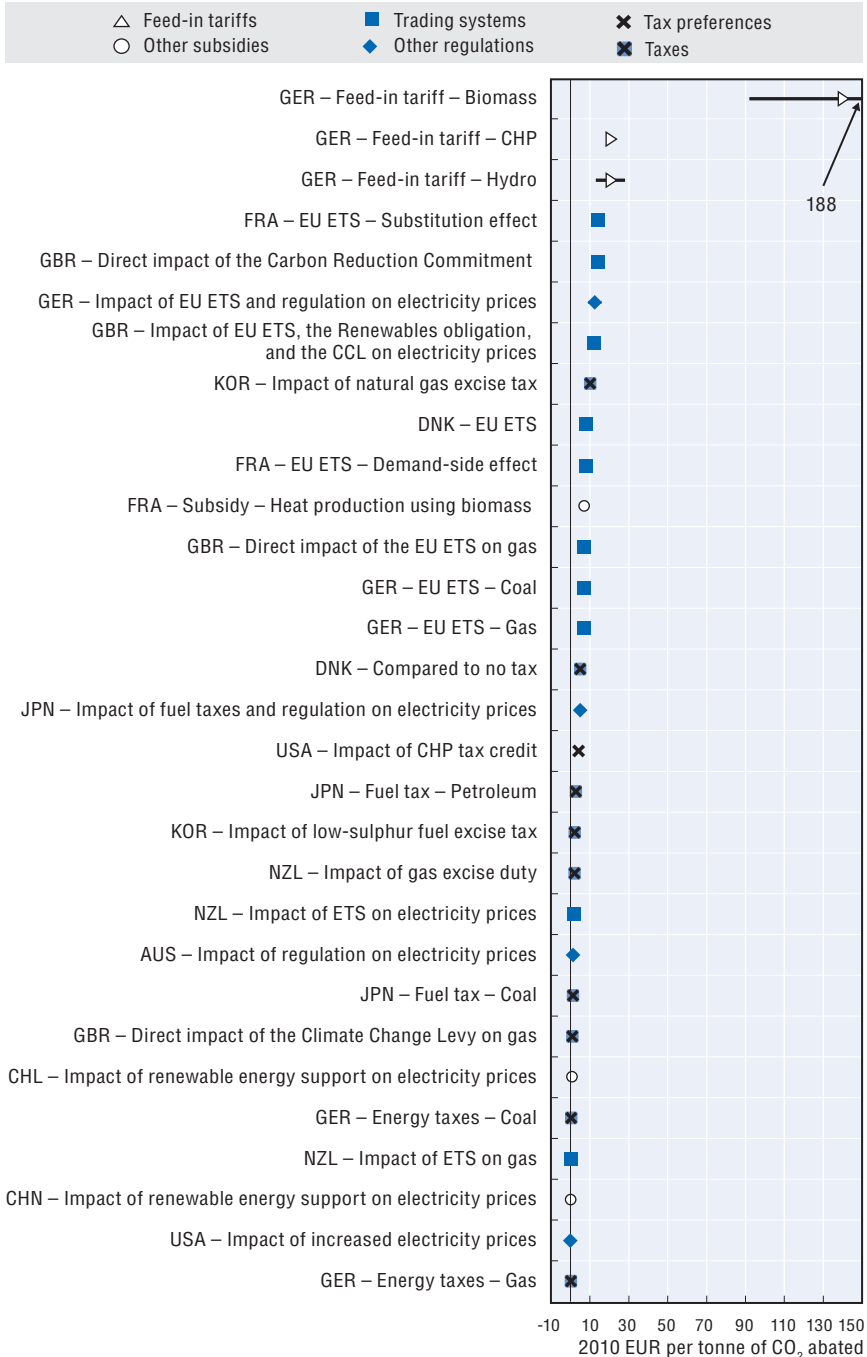 Feed-in tariffs
Trading systems
Tax preferences
Other subsidies
Other regulations
Taxes
GER – Feed-in tariff – Biomass
GER – Feed-in tariff – CHP
GER – Feed-in tariff – Hydro
188
FRA – EU ETS – Substitution effect
GBR – Direct impact of the Carbon Reduction Commitment
GER – Impact of EU ETS and regulation on electricity prices
GBR – Impact of EU ETS, the Renewables obligation,
and the CCL on electricity prices
KOR – Impact of natural gas excise tax
DNK – EU ETS
FRA – EU ETS – Demand-side effect
FRA – Subsidy – Heat production using biomass
GBR – Direct impact of the EU ETS on gas
GER – EU ETS – Coal
GER – EU ETS – Gas
DNK – Compared to no tax
JPN – Impact of fuel taxes and regulation on electricity prices
USA – Impact of CHP tax credit
JPN – Fuel tax – Petroleum
KOR – Impact of low-sulphur fuel excise tax
NZL – Impact of gas excise duty
NZL – Impact of ETS on electricity prices
AUS – Impact of regulation on electricity prices
JPN – Fuel tax – Coal
GBR – Direct impact of the Climate Change Levy on gas
CHL – Impact of renewable energy support on electricity prices
GER – Energy taxes – Coal
NZL – Impact of ETS on gas
CHN – Impact of renewable energy support on electricity prices
USA – Impact of increased electricity prices
GER – Energy taxes – Gas
-10 10 30 50 70 90 110 130 150
2010 EUR per tonne of CO₂ abated